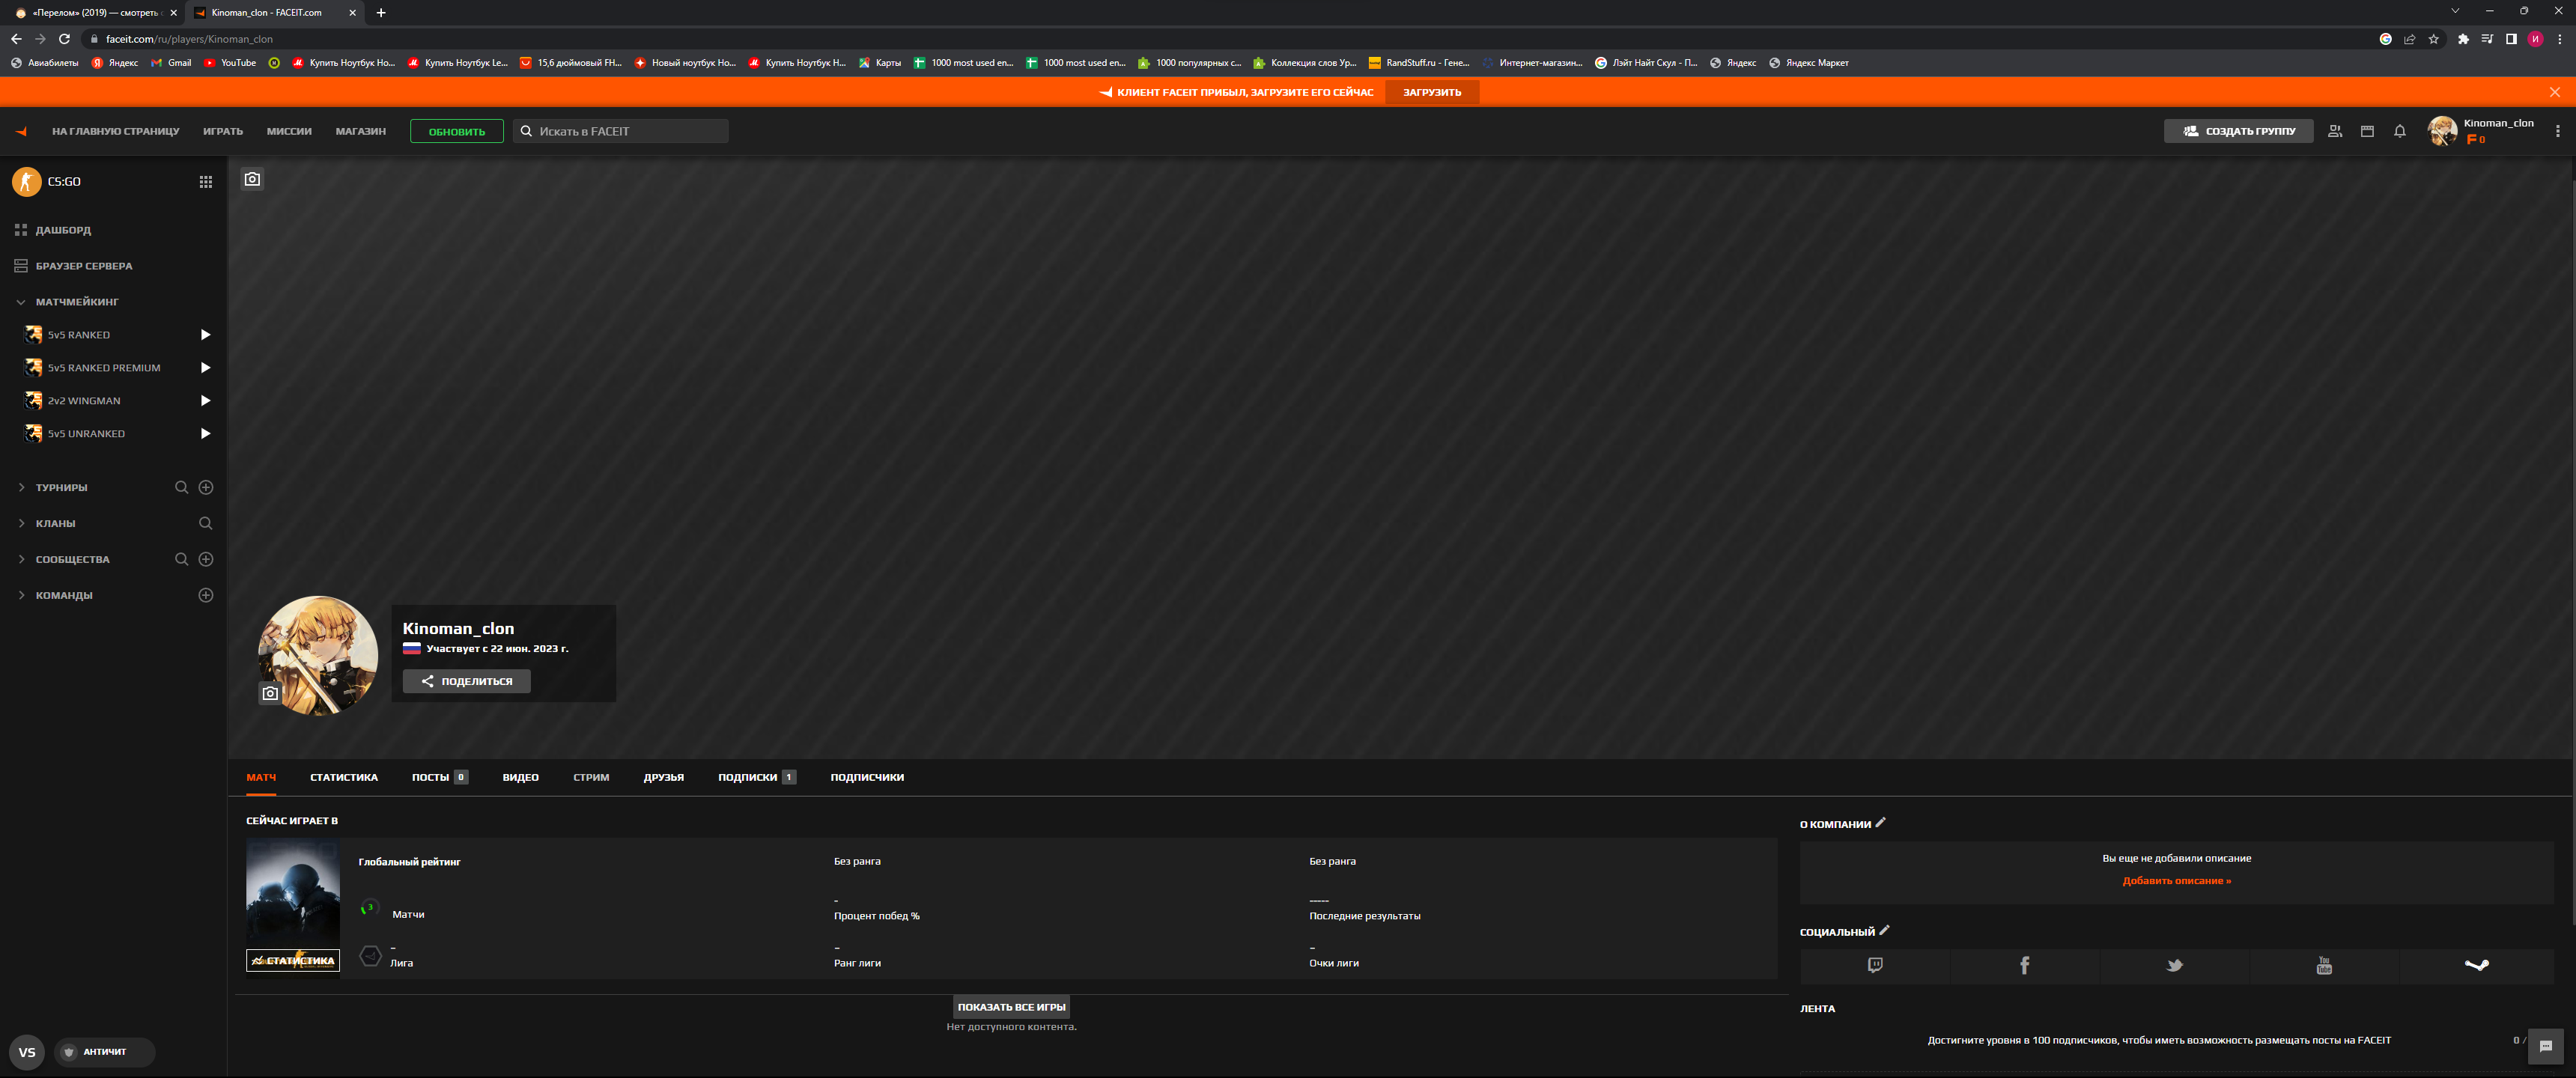 «Перелом» (2019) — смотреть
Kinoman_clon - FACEIT.com
faceit.com/ru/players/Kinoman_clon
И
Авиабилеты
Яндекс
Gmail
YouTube
Купить Ноутбук Но...
Купить Ноутбук Le...
15,6 дюймовый FH...
Новый ноутбук Но...
Купить Ноутбук Н...
Карты
1000 most used en...
1000 most used en...
1000 популярных с...
Коллекция слов Ур...
RandStuff.ru - Гене...
Интернет-магазин...
Лэйт Найт Скул - П...
Яндекс
Яндекс Маркет
КЛИЕНТ FACEIT ПРИБЫЛ, ЗАГРУЗИТЕ ЕГО СЕЙЧАС
ЗАГРУЗИТЬ
НА ГЛАВНУЮ СТРАНИЦУ
ИГРАТЬ
МИССИИ
МАГАЗИН
ОБНОВИТЬ
Искать в FACEIT
СОЗДАТЬ ГРУППУ
Kinoman_clon
0
CS:GO
ДАШБОРД
БРАУЗЕР СЕРВЕРА
МАТЧМЕЙКИНГ
5v5 RANKED
5v5 RANKED PREMIUM
2v2 WINGMAN
5v5 UNRANKED
ТУРНИРЫ
КЛАНЫ
СООБЩЕСТВА
КОМАНДЫ
VS
АНТИЧИТ
Kinoman_clon
Участвует с 22 июн. 2023 г.
ПОДЕЛИТЬСЯ
МАТЧ
СТАТИСТИКА
ПОСТЫ 0
ВИДЕО
СТРИМ
ДРУЗЬЯ
ПОДПИСКИ 1
ПОДПИСЧИКИ
СЕЙЧАС ИГРАЕТ В
СТАТИСТИКА
Глобальный рейтинг
Без ранга
Без ранга
3
Матчи
-
Процент побед %
-----
Последние результаты
–
Лига
–
Ранг лиги
–
Очки лиги
ПОКАЗАТЬ ВСЕ ИГРЫ
Нет доступного контента.
О КОМПАНИИ
Вы еще не добавили описание
Добавить описание »
СОЦИАЛЬНЫЙ
You
Tube
ЛЕНТА
Достигните уровня в 100 подписчиков, чтобы иметь возможность размещать посты на FACEIT
0 /